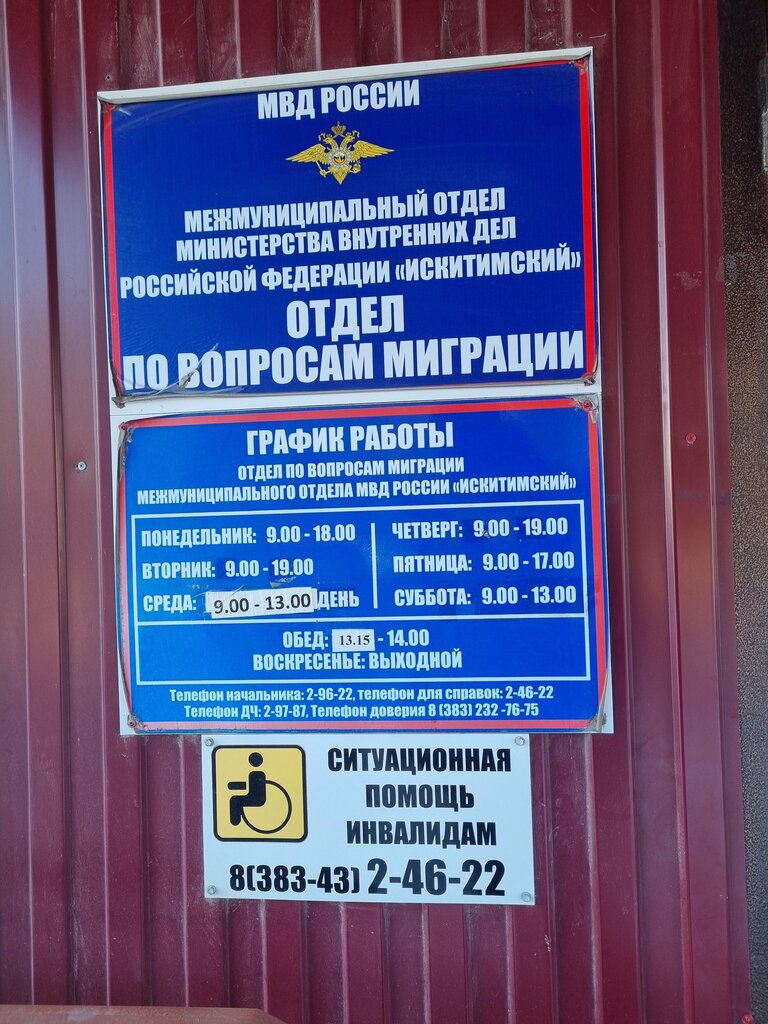 МВД РОССИИ
МЕЖМУНИЦИПАЛЬНЫЙ ОТДЕЛ
МИНИСТЕРСТВА ВНУТРЕННИХ ДЕЛ
РОССИЙСКОЙ ФЕДЕРАЦИИ «ИСКИТИМСКИЙ»
ОТДЕЛ
ПО ВОПРОСАМ МИГРАЦИИ
ГРАФИК РАБОТЫ
ОТДЕЛ ПО ВОПРОСАМ МИГРАЦИИ
МЕЖМУНИЦИПАЛЬНОГО ОТДЕЛА МВД РОССИИ «ИСКИТИМСКИЙ»
ПОНЕДЕЛЬНИК: 9.00 - 18.00
ВТОРНИК: 9.00 - 19.00
СРЕДА: 9.00 - 13.00 ДЕНЬ
ЧЕТВЕРГ: 9.00 - 19.00
ПЯТНИЦА: 9.00 - 17.00
СУББОТА: 9.00 - 13.00
ОБЕД: 13.15 - 14.00
ВОСКРЕСЕНЬЕ: ВЫХОДНОЙ
Телефон начальника: 2-96-22, телефон для справок: 2-46-22
Телефон ДЧ: 2-97-87, Телефон доверия 8 (383) 232 -76-75
СИТУАЦИОННАЯ
ПОМОЩЬ
ИНВАЛИДАМ
8(383-43) 2-46-22